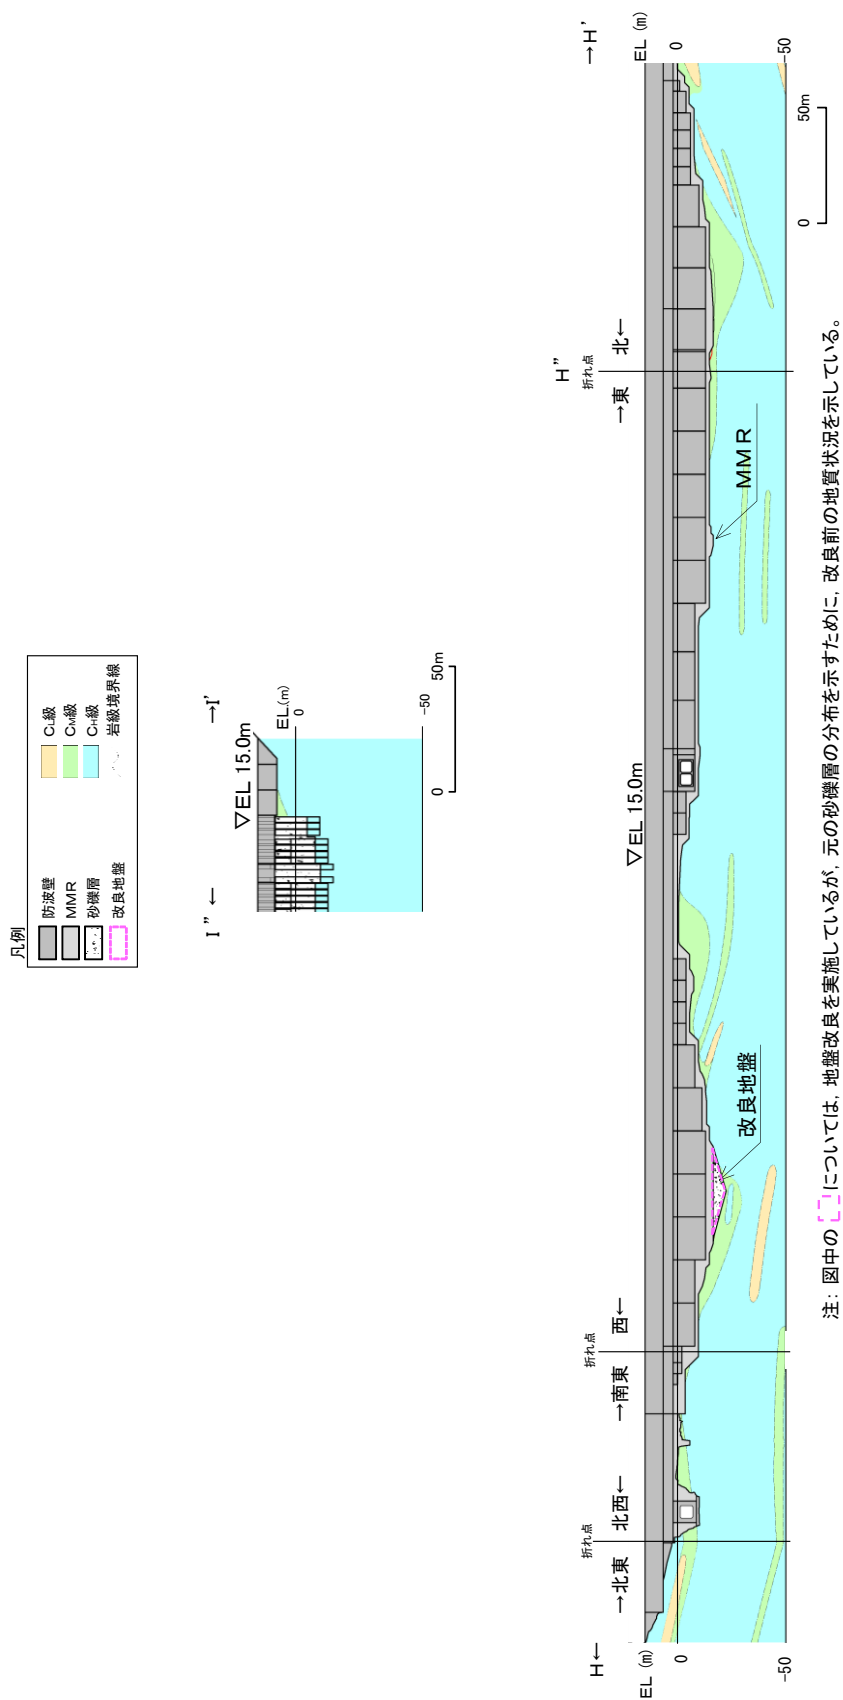 凡例
防波壁
MMR
砂礫層
改良地盤
CL級
CM級
CH級
岩級境界線
I” ←
→I’
▽EL 15.0m
EL.(m)
0
-50
0
50m
H←
→H’
EL (m)
0
-50
→北東
折れ点
北西←
→南東
折れ点
西←
▽EL 15.0m
H”
→東
折れ点
北←
EL (m)
0
-50
改良地盤
MMR
0
50m
注: 図中の については, 地盤改良を実施しているが, 元の砂礫層の分布を示すために, 改良前の地質状況を示している。